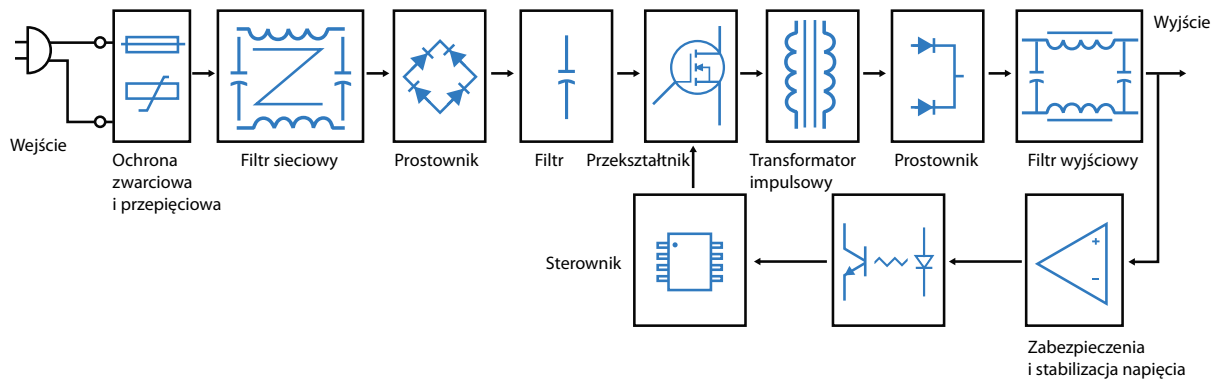 Wejście
Ochrona
zwarciowa
i przepięciowa
Filtr sieciowy
Prostownik
Filtr
Przekształtnik
Transformator
impulsowy
Prostownik
Filtr wyjściowy
Wyjście
Sterownik
+
−
Zabezpieczenia
i stabilizacja napięcia